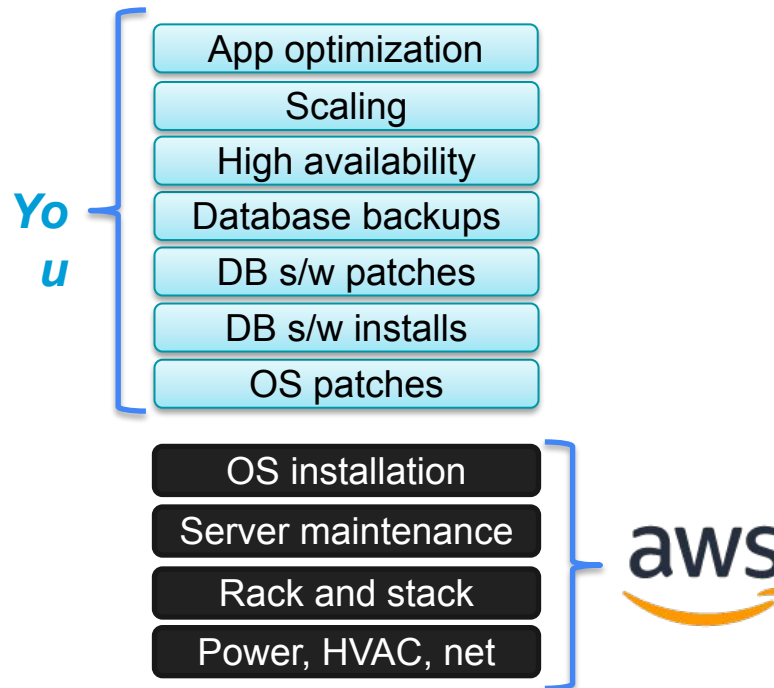 App optimization
Scaling
High availability
Yo
u
Database backups
DB s/w patches
DB s/w installs
OS patches
OS installation
Server maintenance
Rack and stack
Power, HVAC, net
aws